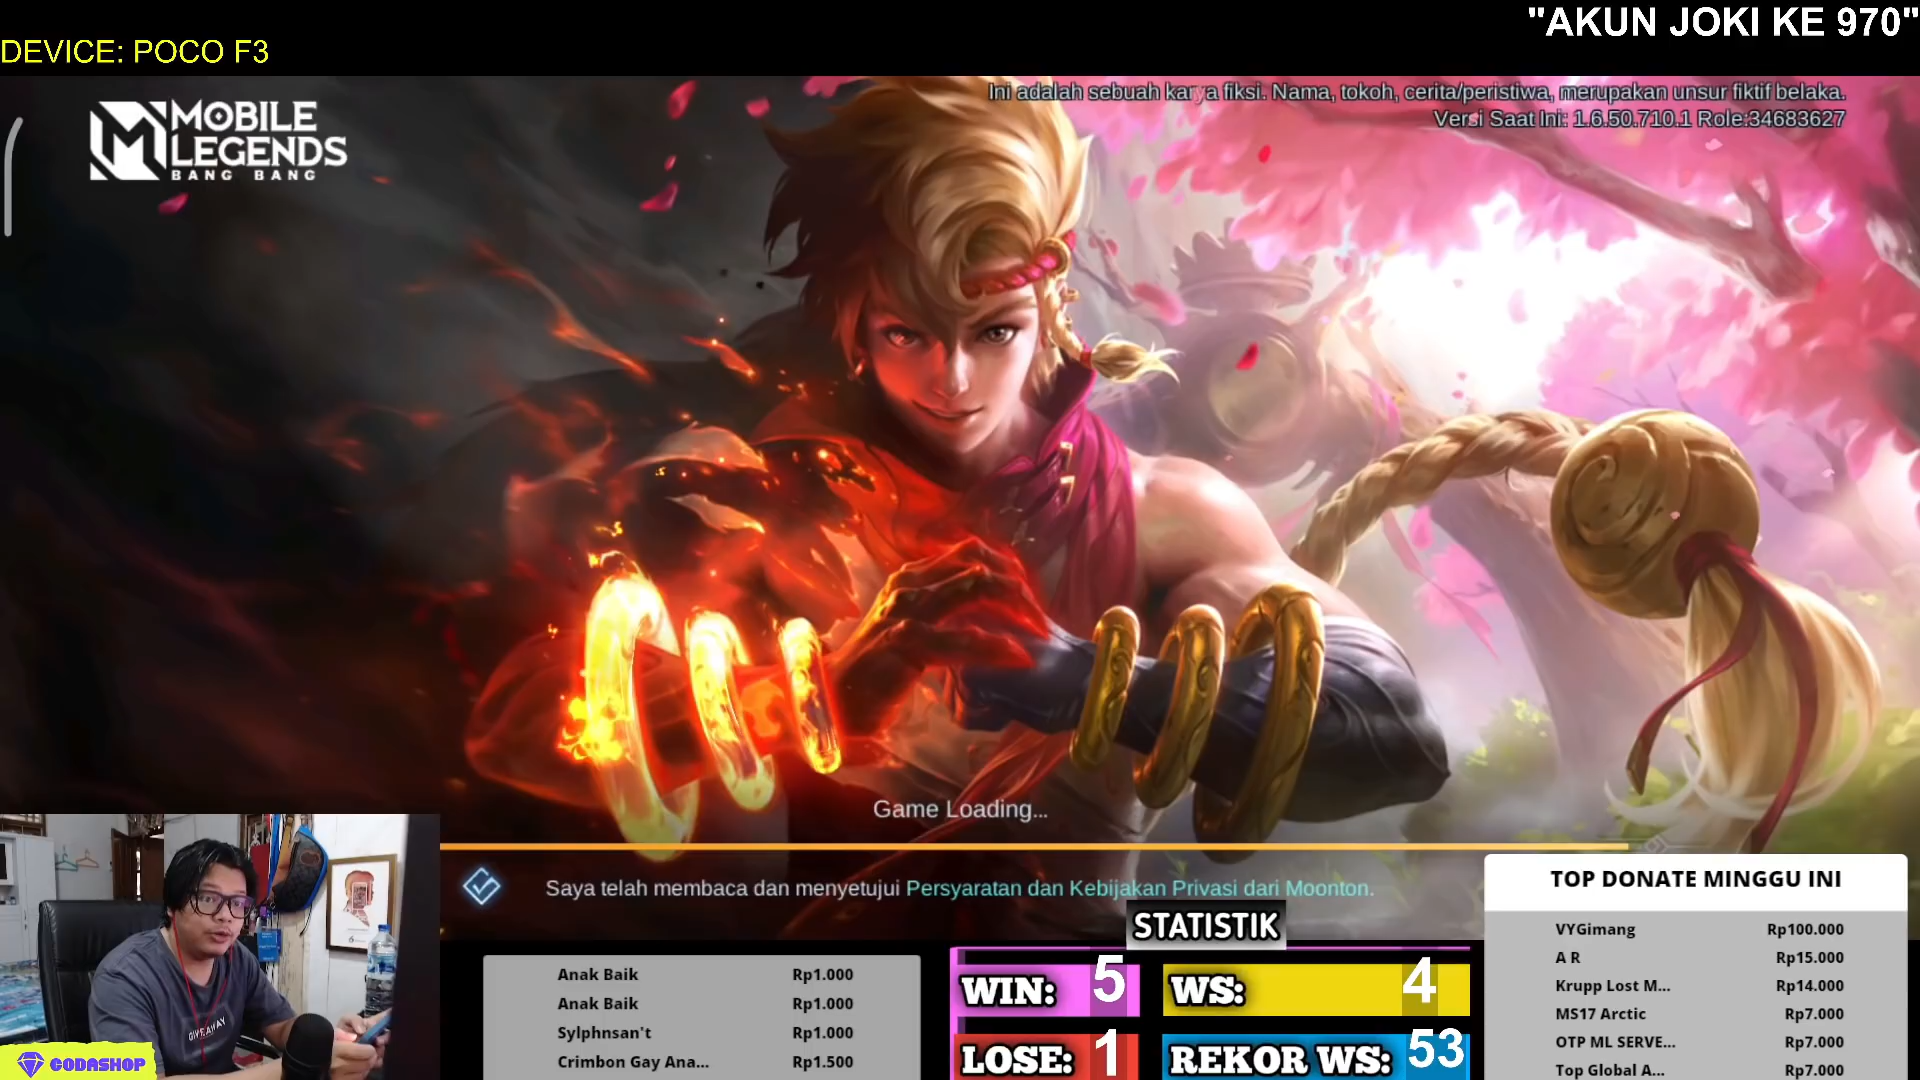 "AKUN JOKI KE 970"
DEVICE: POCO F3
Ini adalah sebuah karya fiksi. Nama, tokoh, cerita/peristiwa, merupakan unsur fiktif belaka.
Versi Saat Ini: 1.6.50.710.1 Role:34683627
MOBILE
LEGENDS
BANG BANG
Game Loading...
Saya telah membaca dan menyetujui Persyaratan dan Kebijakan Privasi dari Moonton.
STATISTIK
WIN: 5
WS: 4
LOSE: 1
REKOR WS: 53
Anak Baik Rp1.000
Anak Baik Rp1.000
Sylphnsan't Rp1.000
Crimbon Gay Ana... Rp1.500
TOP DONATE MINGGU INI
VYGimang Rp100.000
A R Rp15.000
Krupp Lost M... Rp14.000
MS17 Arctic Rp7.000
OTP ML SERVE... Rp7.000
Top Global A... Rp7.000
GIVEAWAY
CODASHOP